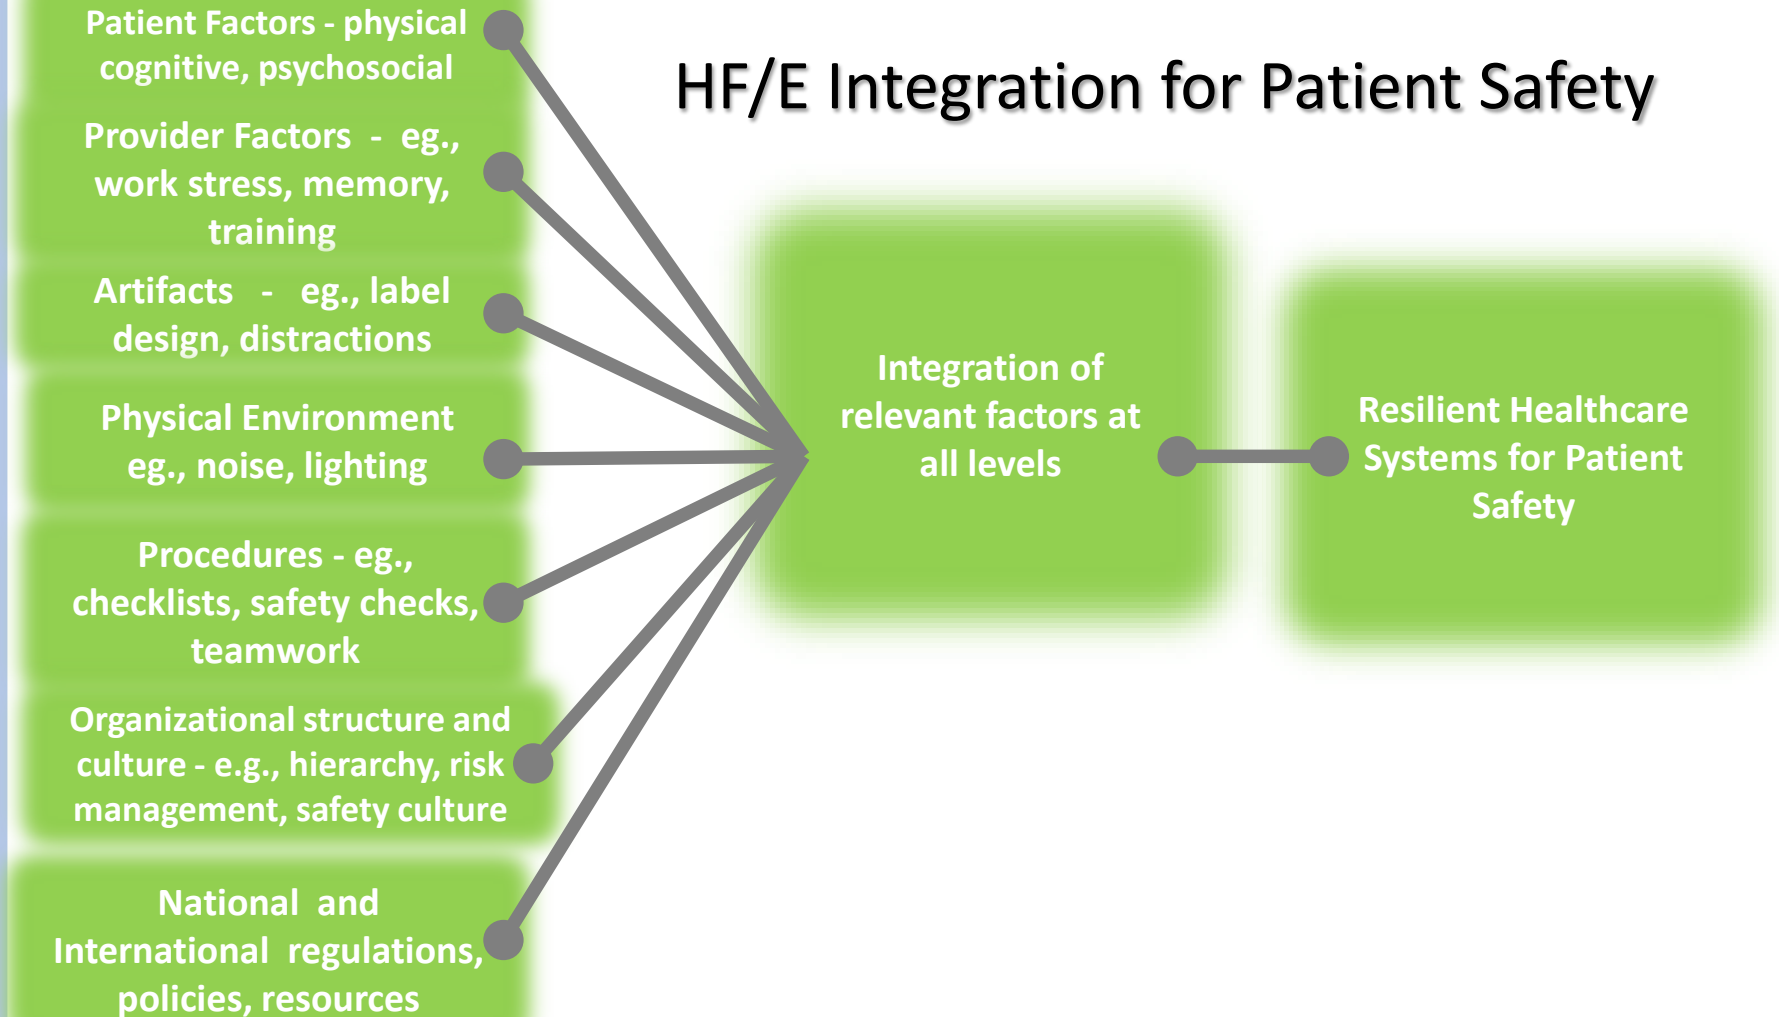 HF/E Integration for Patient Safety
Patient Factors - physical
cognitive, psychosocial
Provider Factors - eg.,
work stress, memory,
training
Artifacts - eg., label
design, distractions
Physical Environment
eg., noise, lighting
Procedures - eg.,
checklists, safety checks,
teamwork
Organizational structure and
culture - e.g., hierarchy, risk
management, safety culture
National and
International regulations,
policies, resources
Integration of
relevant factors at
all levels
Resilient Healthcare
Systems for Patient
Safety